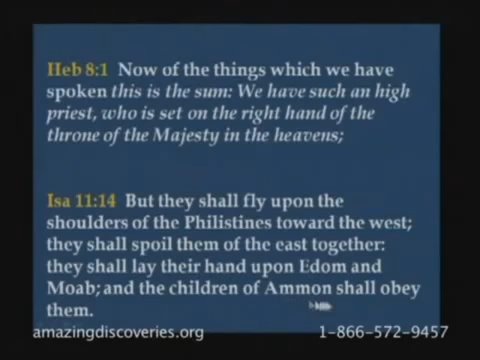 Heb 8:1 Now of the things which we have
spoken this is the sum: We have such an high
priest, who is set on the right hand of the
throne of the Majesty in the heavens;
Isa 11:14 But they shall fly upon the
shoulders of the Philistines toward the west;
they shall spoil them of the east together:
they shall lay their hand upon Edom and
Moab; and the children of Ammon shall obey
them.
amazingdiscoveries.org 1-866-572-9457